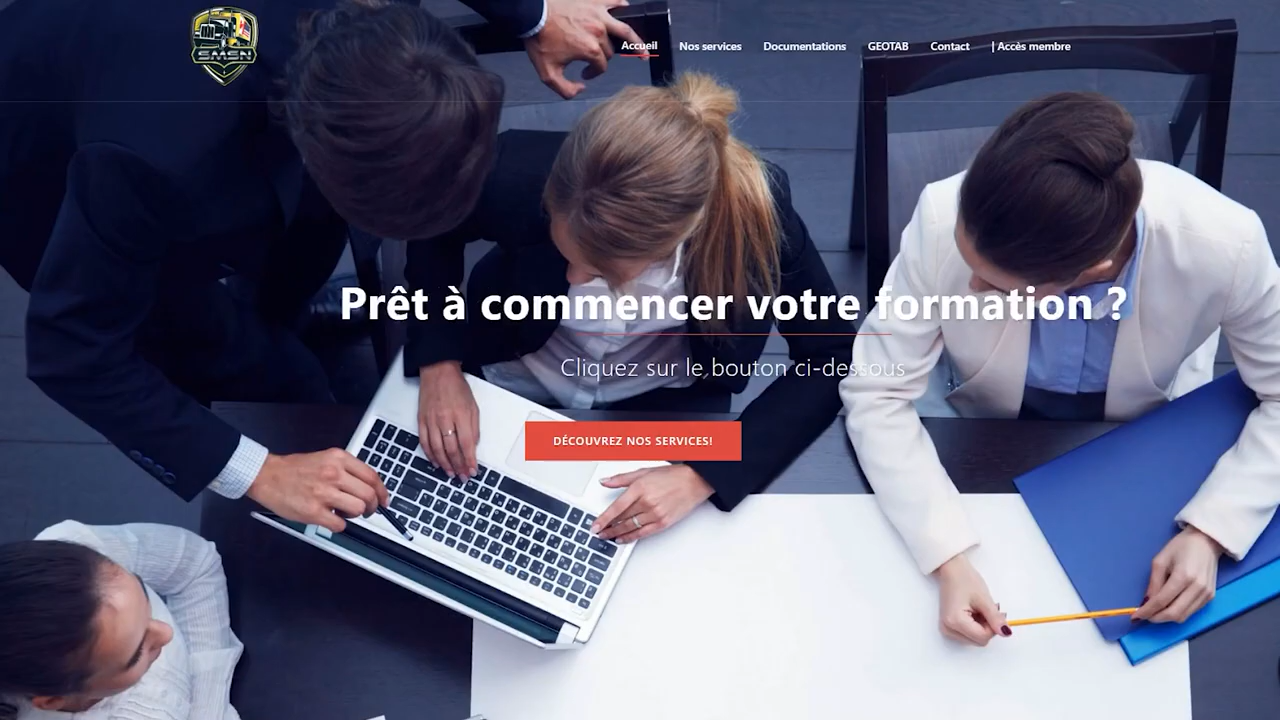 SMSN
Accueil
Nos services
Documentations
GEOTAB
Contact
| Accès membre
Prêt à commencer votre formation ?
Cliquez sur le bouton ci-dessous
DÉCOUVREZ NOS SERVICES!